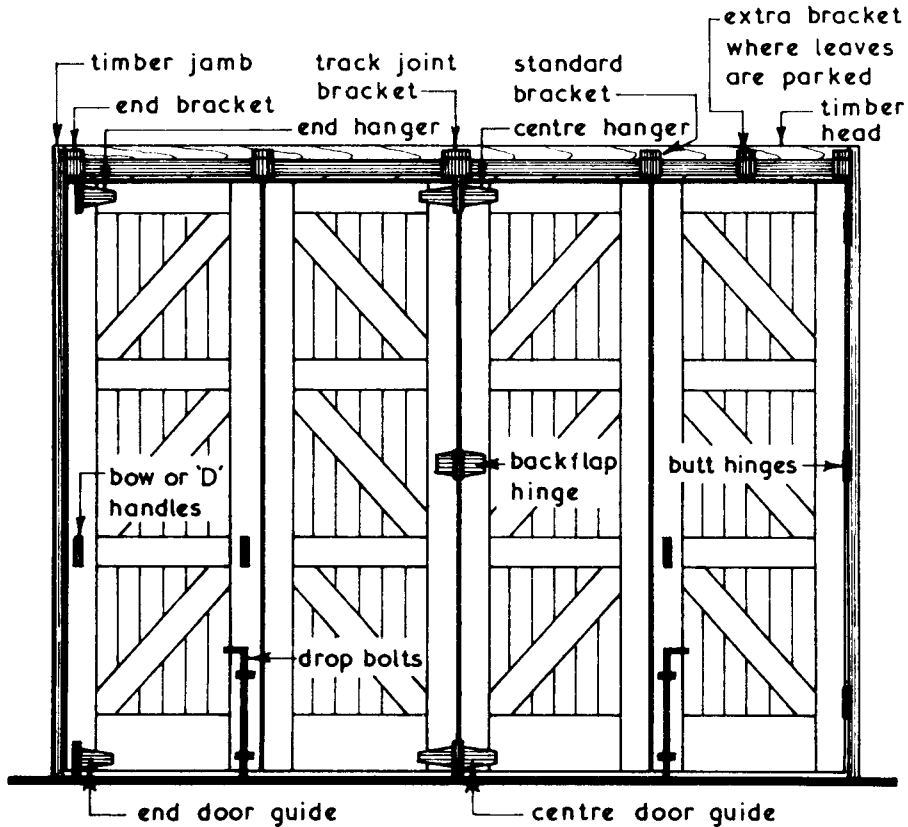 timber jamb
end bracket
end hanger
track joint
bracket
centre hanger
standard
bracket
extra bracket
where leaves
are parked
timber
head
bow or 'D'
handles
backflap
hinge
butt hinges
drop bolts
end door guide
centre door guide